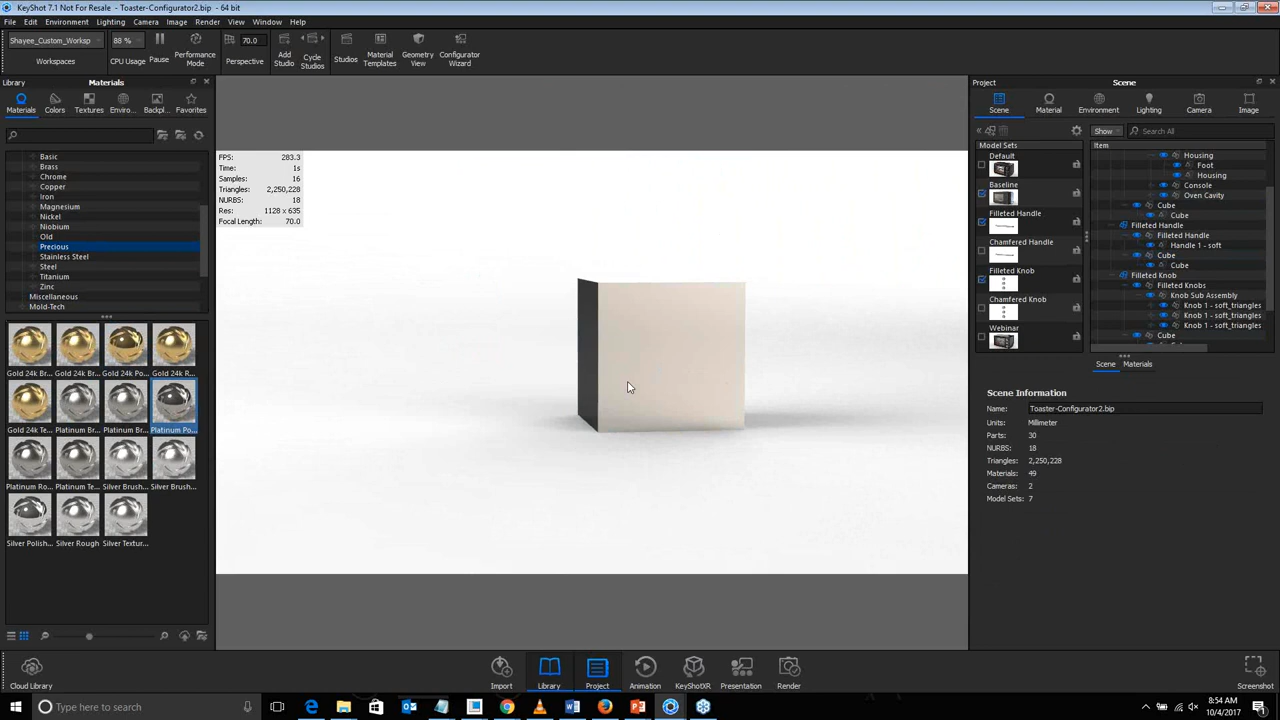 KeyShot 7.1 Not For Resale - Toaster-Configurator2.bip - 64 bit
File Edit Environment Lighting Camera Image Render View Window Help
Shayee_Custom_Worksp 88 % 70.0
Workspaces CPU Usage Pause Performance Mode Perspective Add Studio Cycle Studios Studios Material Templates Geometry View Configurator Wizard
Library Materials
Materials Colors Textures Enviro... Backpl... Favorites
Basic
Brass
Chrome
Copper
Iron
Magnesium
Nickel
Niobium
Old
Precious
Stainless Steel
Steel
Titanium
Zinc
Miscellaneous
Mold-Tech
Gold 24k Br... Gold 24k Br... Gold 24k Po... Gold 24k R...
Gold 24k Te... Platinum Br... Platinum Br... Platinum Po...
Platinum Ro... Platinum Te... Silver Brush... Silver Brush...
Silver Polish... Silver Rough Silver Textur...
FPS: 283.3
Time: 1s
Samples: 16
Triangles: 2,250,228
NURBS: 18
Res: 1128 x 635
Focal Length: 70.0
Project Scene
Scene Material Environment Lighting Camera Image
Show Search All
Model Sets
Default
Baseline
Filleted Handle
Chamfered Handle
Filleted Knob
Chamfered Knob
Webinar
Item
Housing
Foot
Housing
Console
Oven Cavity
Cube
Cube
Filleted Handle
Filleted Handle
Handle 1 - soft
Cube
Cube
Filleted Knob
Filleted Knobs
Knob Sub Assembly
Knob 1 - soft_triangles
Knob 1 - soft_triangles
Knob 1 - soft_triangles
Cube
Scene Materials
Scene Information
Name: Toaster-Configurator2.bip
Units: Millimeter
Parts: 30
NURBS: 18
Triangles: 2,250,228
Materials: 49
Cameras: 2
Model Sets: 7
Cloud Library Import Library Project Animation KeyShotXR Presentation Render Screenshot
Type here to search
8:54 AM
10/4/2017